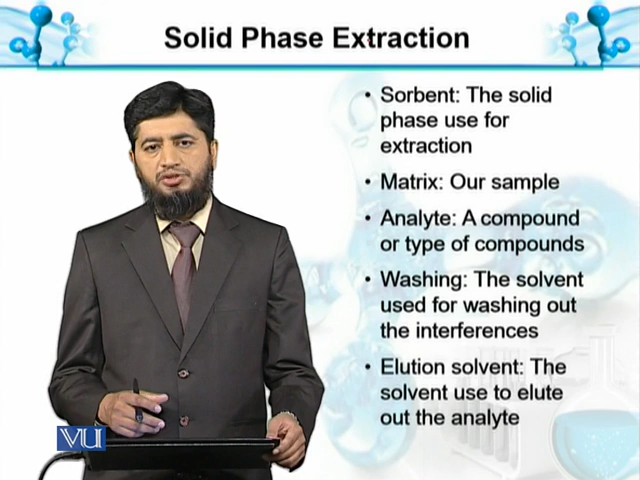 Solid Phase Extraction
• Sorbent: The solid
phase use for
extraction
• Matrix: Our sample
• Analyte: A compound
or type of compounds
• Washing: The solvent
used for washing out
the interferences
• Elution solvent: The
solvent use to elute
out the analyte
VU